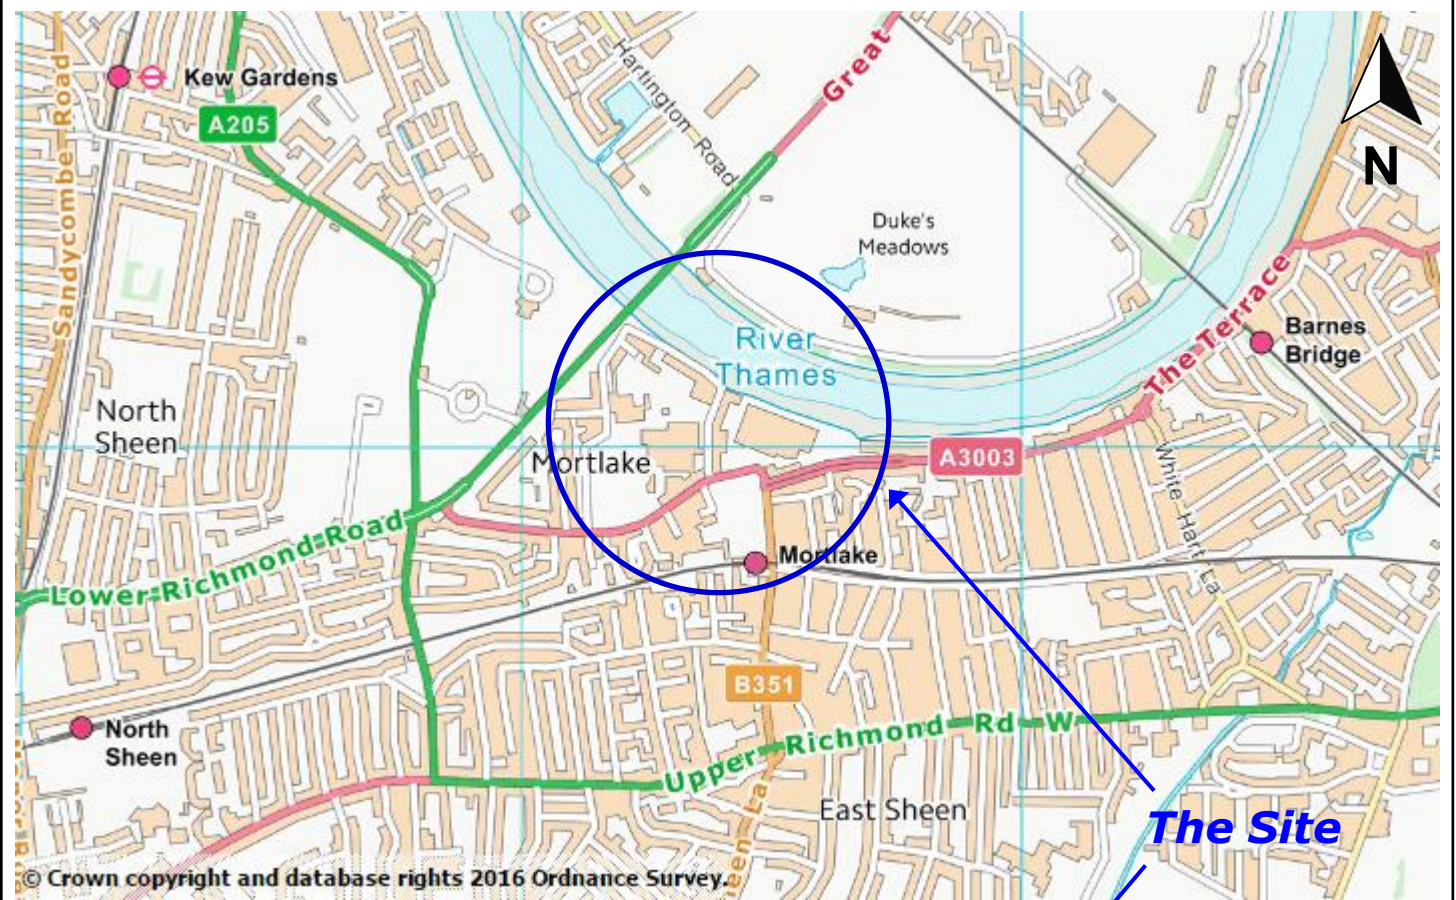 Great
Hartington Road
Kew Gardens
A205
Sandycombe Road
N
Duke's
Meadows
The Terrace
Barnes
Bridge
River
Thames
North
Sheen
Mortlake
A3003
White Hart La
Lower Richmond Road
Mortlake
B351
North
Sheen
Upper Richmond Rd W
East Sheen
The Site
© Crown copyright and database rights 2016 Ordnance Survey.